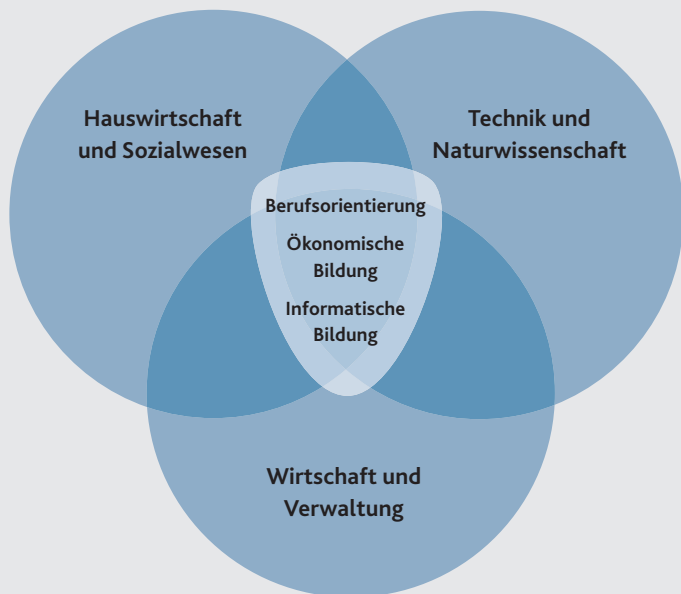 Hauswirtschaft
und Sozialwesen
Technik und
Naturwissenschaft
Berufsorientierung
Ökonomische
Bildung
Informatische
Bildung
Wirtschaft und
Verwaltung